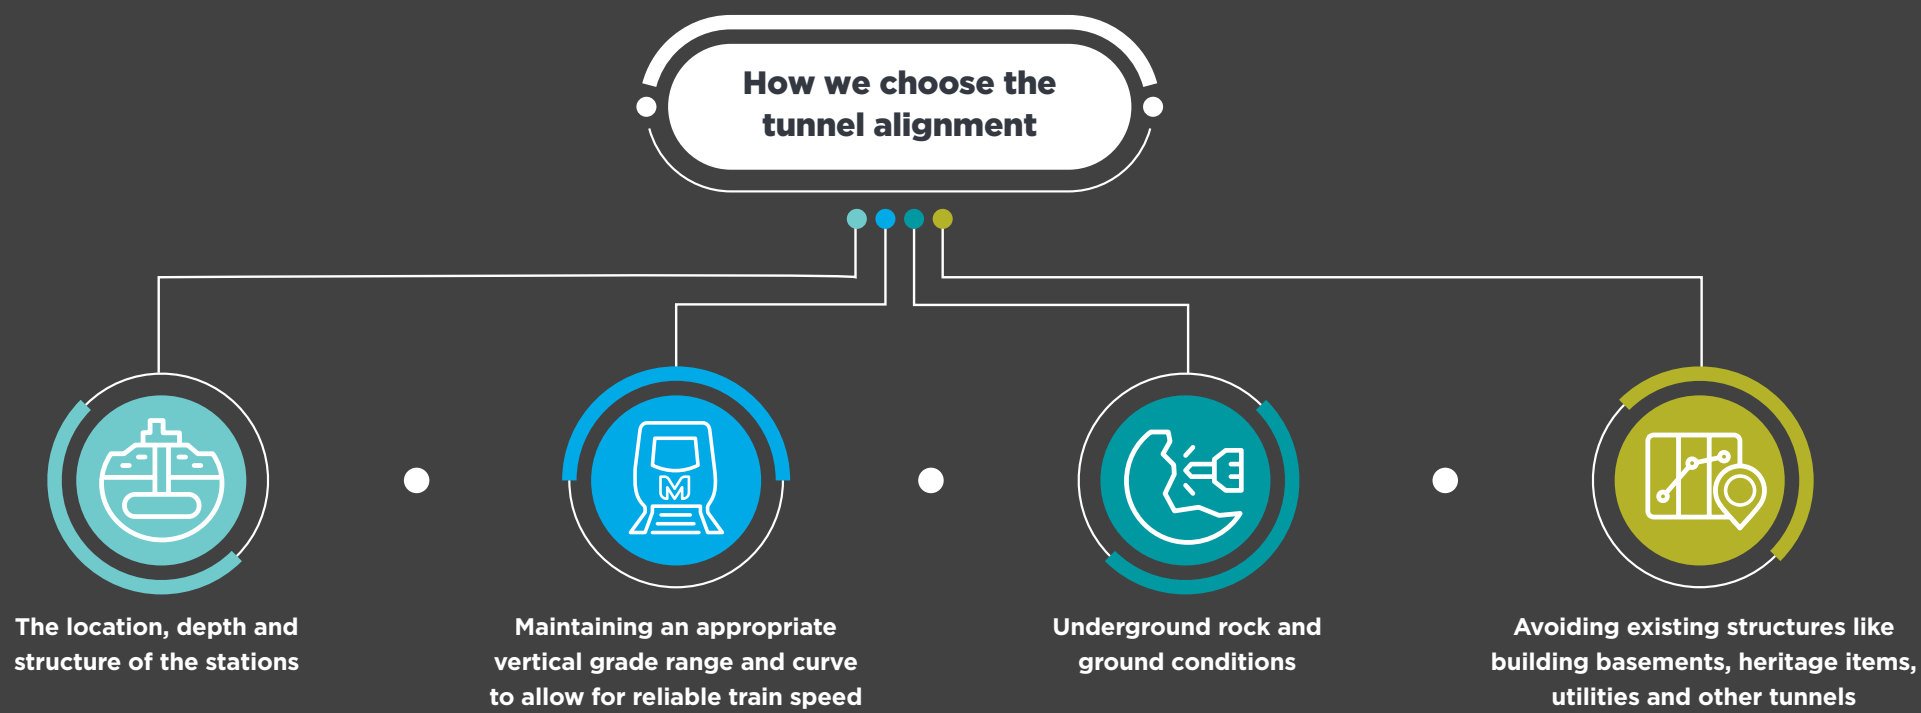 How we choose the
tunnel alignment
M
The location, depth and
structure of the stations
Maintaining an appropriate
vertical grade range and curve
to allow for reliable train speed
Underground rock and
ground conditions
Avoiding existing structures like
building basements, heritage items,
utilities and other tunnels